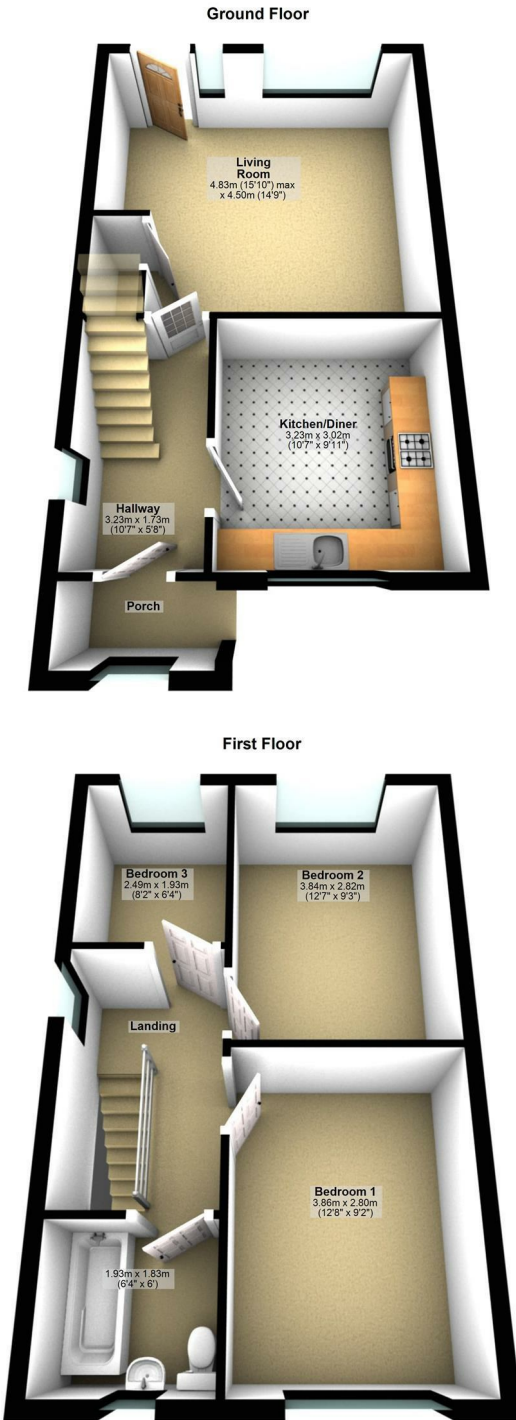 Ground Floor
Living
Room
4.83m (15'10") max
x 4.50m (14'9")
Kitchen/Diner
3.23m x 3.02m
(10'7" x 9'11")
Hallway
3.23m x 1.73m
(10'7" x 5'8")
Porch
First Floor
Bedroom 3
2.49m x 1.93m
(8'2" x 6'4")
Bedroom 2
3.84m x 2.82m
(12'7" x 9'3")
Landing
Bedroom 1
3.86m x 2.80m
(12'8" x 9'2")
1.93m x 1.83m
(6'4" x 6')